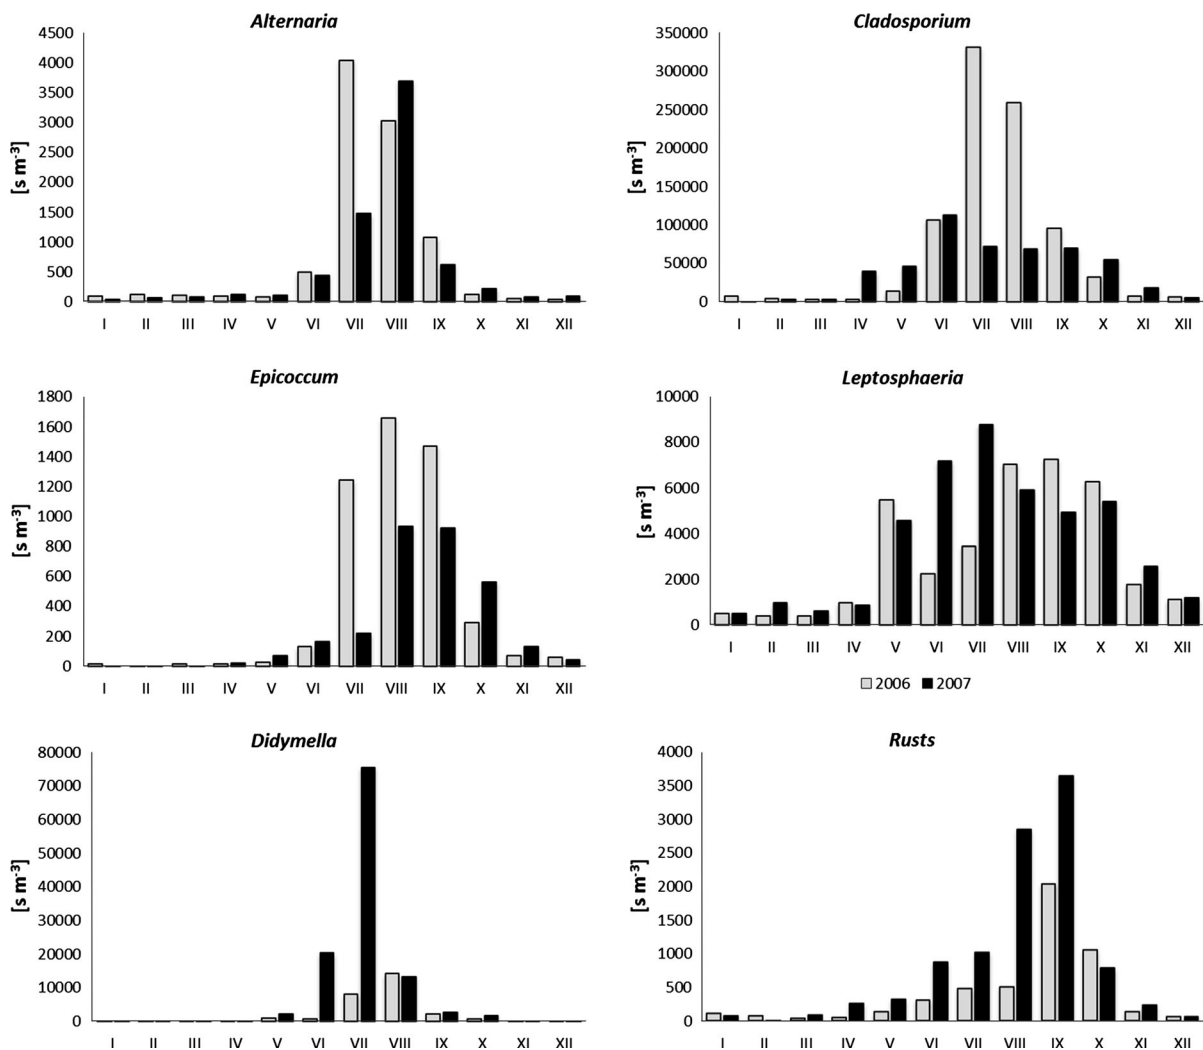 Alternaria
[s m-3]
4500
4000
3500
3000
2500
2000
1500
1000
500
0
I II III IV V VI VII VIII IX X XI XII
Cladosporium
[s m-3]
350000
300000
250000
200000
150000
100000
50000
0
I II III IV V VI VII VIII IX X XI XII
Epicoccum
[s m-3]
1800
1600
1400
1200
1000
800
600
400
200
0
I II III IV V VI VII VIII IX X XI XII
Leptosphaeria
[s m-3]
10000
8000
6000
4000
2000
0
I II III IV V VI VII VIII IX X XI XII
2006 2007
Didymella
[s m-3]
80000
70000
60000
50000
40000
30000
20000
10000
0
I II III IV V VI VII VIII IX X XI XII
Rusts
[s m-3]
4000
3500
3000
2500
2000
1500
1000
500
0
I II III IV V VI VII VIII IX X XI XII